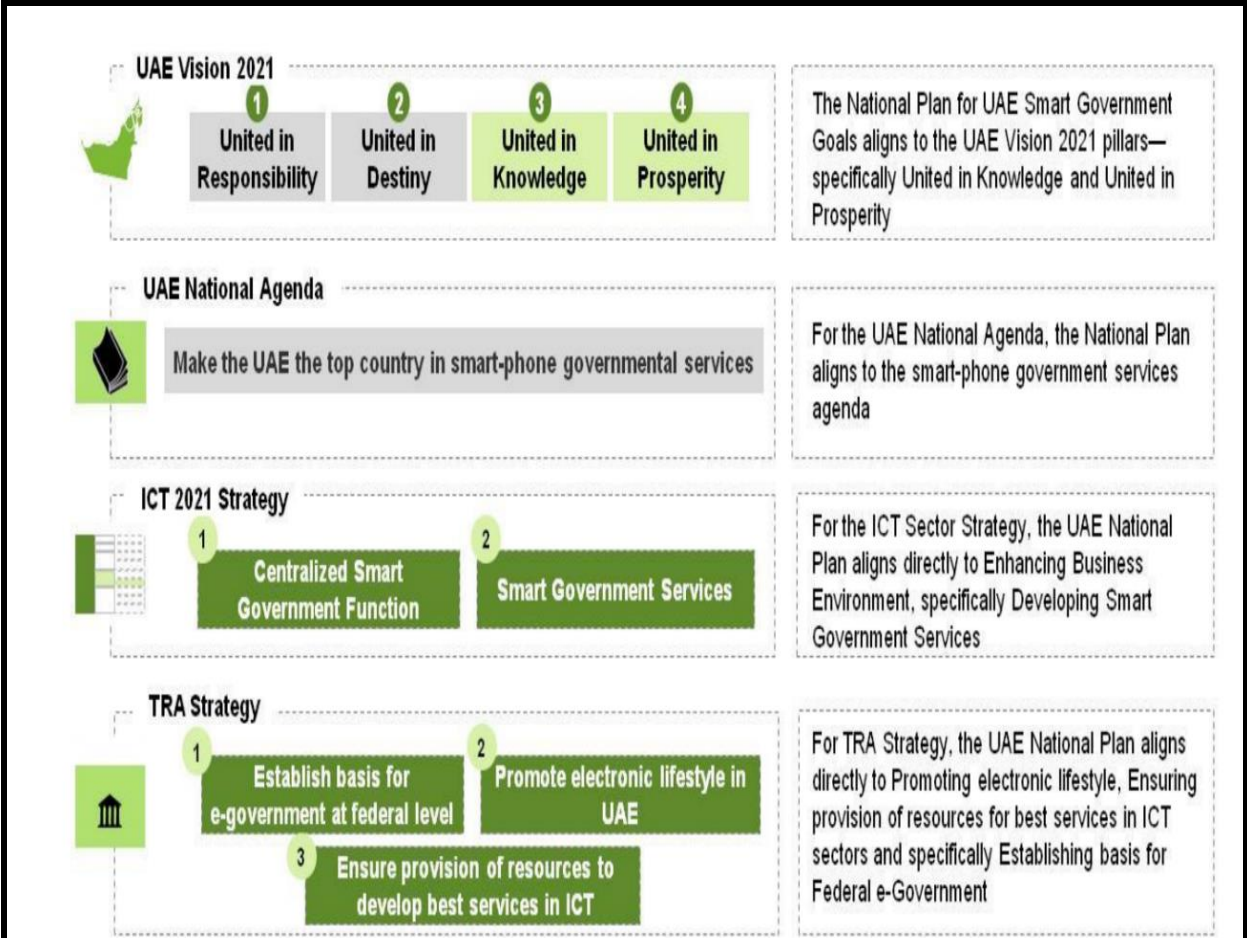 UAE Vision 2021
1
United in
Responsibility
2
United in
Destiny
3
United in
Knowledge
4
United in
Prosperity
The National Plan for UAE Smart Government
Goals aligns to the UAE Vision 2021 pillars—
specifically United in Knowledge and United in
Prosperity
UAE National Agenda
Make the UAE the top country in smart-phone governmental services
For the UAE National Agenda, the National Plan
aligns to the smart-phone government services
agenda
ICT 2021 Strategy
1
Centralized Smart
Government Function
2
Smart Government Services
For the ICT Sector Strategy, the UAE National
Plan aligns directly to Enhancing Business
Environment, specifically Developing Smart
Government Services
TRA Strategy
1
Establish basis for
e-government at federal level
2
Promote electronic lifestyle in
UAE
3
Ensure provision of resources to
develop best services in ICT
For TRA Strategy, the UAE National Plan aligns
directly to Promoting electronic lifestyle, Ensuring
provision of resources for best services in ICT
sectors and specifically Establishing basis for
Federal e-Government